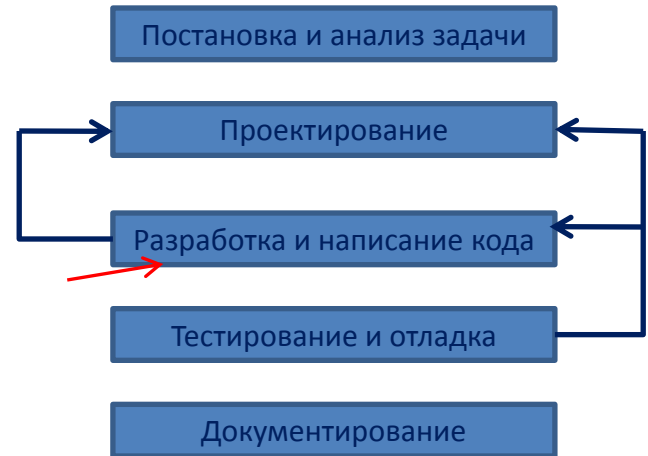 Постановка и анализ задачи
Проектирование
Разработка и написание кода
Тестирование и отладка
Документирование